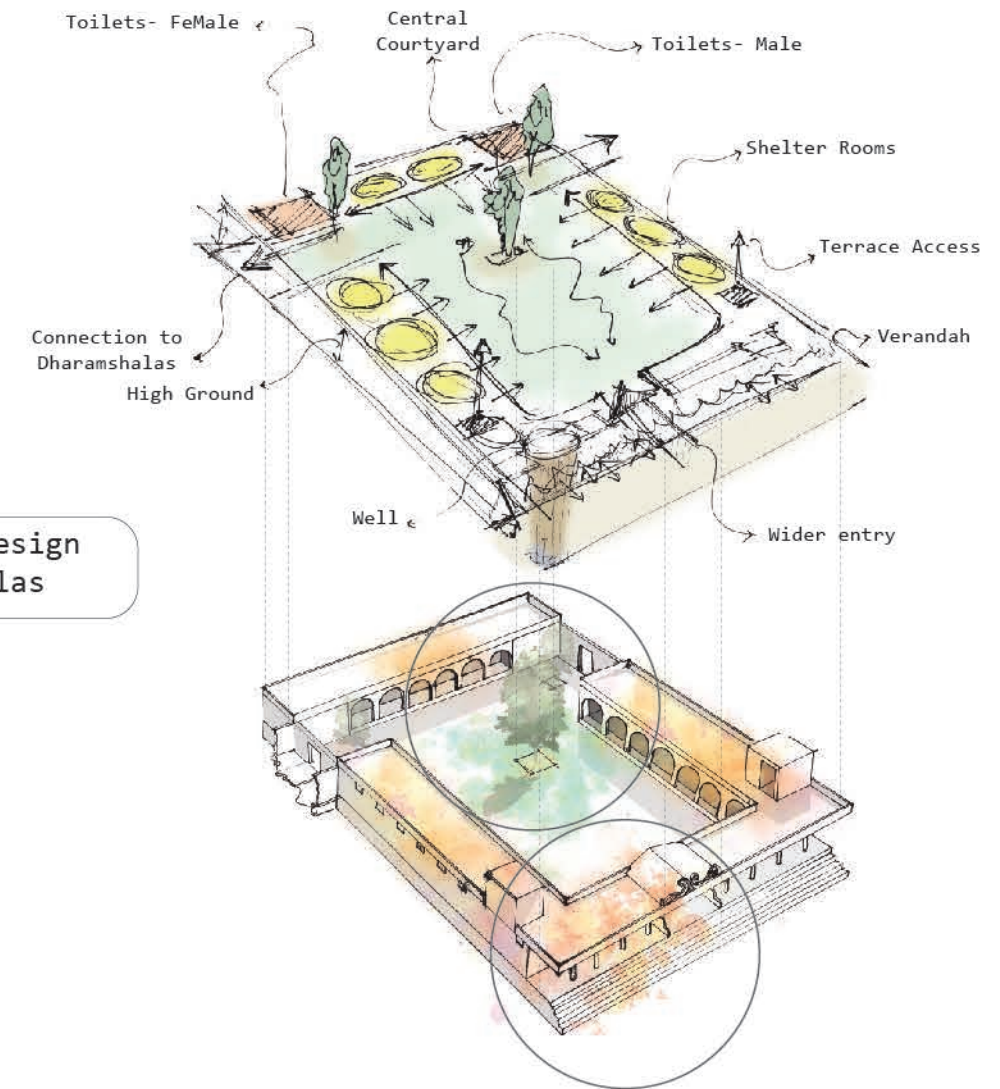 Toilets- FeMale
Central
Courtyard
Toilets- Male
Shelter Rooms
Terrace Access
Verandah
Connection to
Dharamshalas
High Ground
Well
Wider entry
esign
las